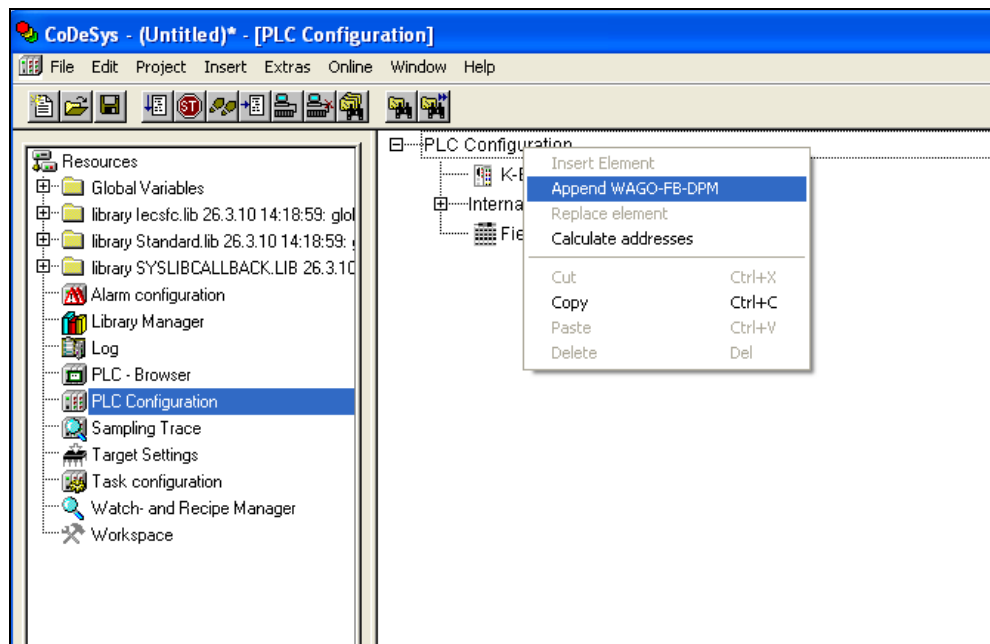 CoDeSys - (Untitled)* - [PLC Configuration]
File Edit Project Insert Extras Online Window Help
Resources
Global Variables
library Iecsfc.lib 26.3.10 14:18:59: glol
library Standard.lib 26.3.10 14:18:59:
library SYSLIBCALLBACK.LIB 26.3.10
Alarm configuration
Library Manager
Log
PLC - Browser
PLC Configuration
Sampling Trace
Target Settings
Task configuration
Watch- and Recipe Manager
Workspace
PLC Configuration
K-B
Interna
Fie
Insert Element
Append WAGO-FB-DPM
Replace element
Calculate addresses
Cut Ctrl+X
Copy Ctrl+C
Paste Ctrl+V
Delete Del